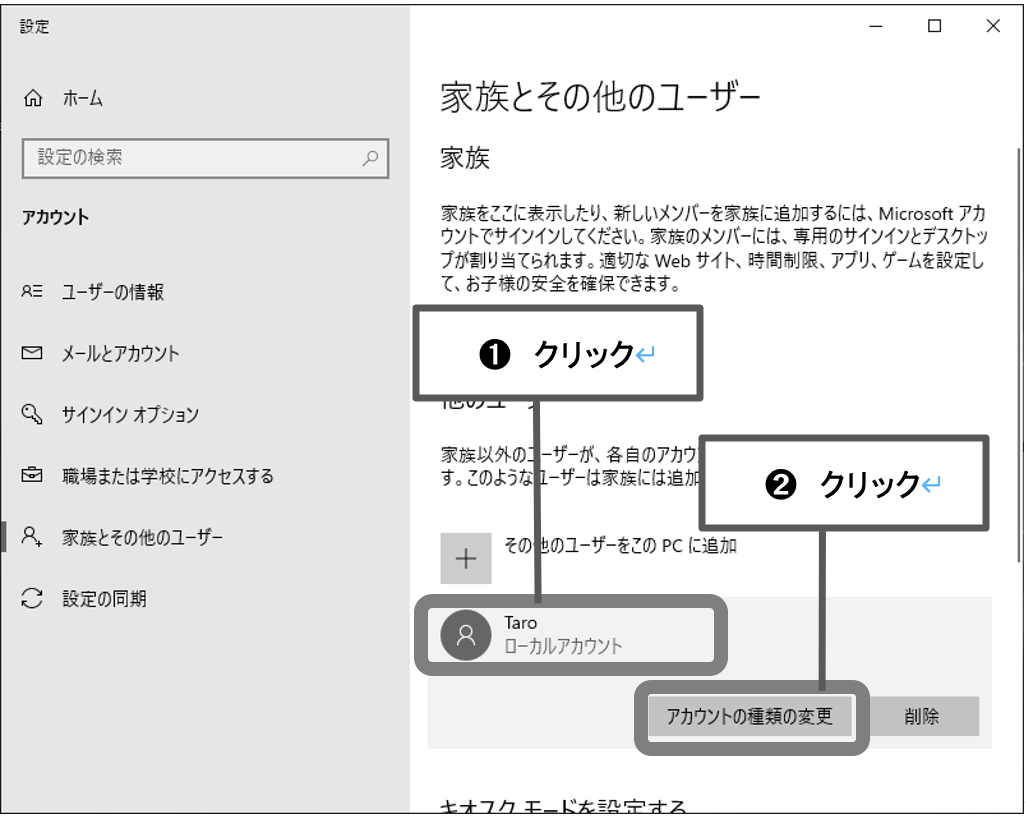 設定
ホーム
設定の検索
アカウント
ユーザーの情報
メールとアカウント
サインイン オプション
職場または学校にアクセスする
家族とその他のユーザー
設定の同期
家族とその他のユーザー
家族
家族をここに表示したり、新しいメンバーを家族に追加するには、Microsoft アカ
ウントでサインインしてください。家族のメンバーには、専用のサインインとデスクトッ
プが割り当てられます。適切な Web サイト、時間制限、アプリ、ゲームを設定し
て、お子様の安全を確保できます。
❶ クリック↵
他のユー
家族以外のユーザーが、各自のアカウ
す。このようなユーザーは家族には追加
❷ クリック↵
その他のユーザーをこの PC に追加
Taro
ローカルアカウント
アカウントの種類の変更
削除
キオスク モードを設定する